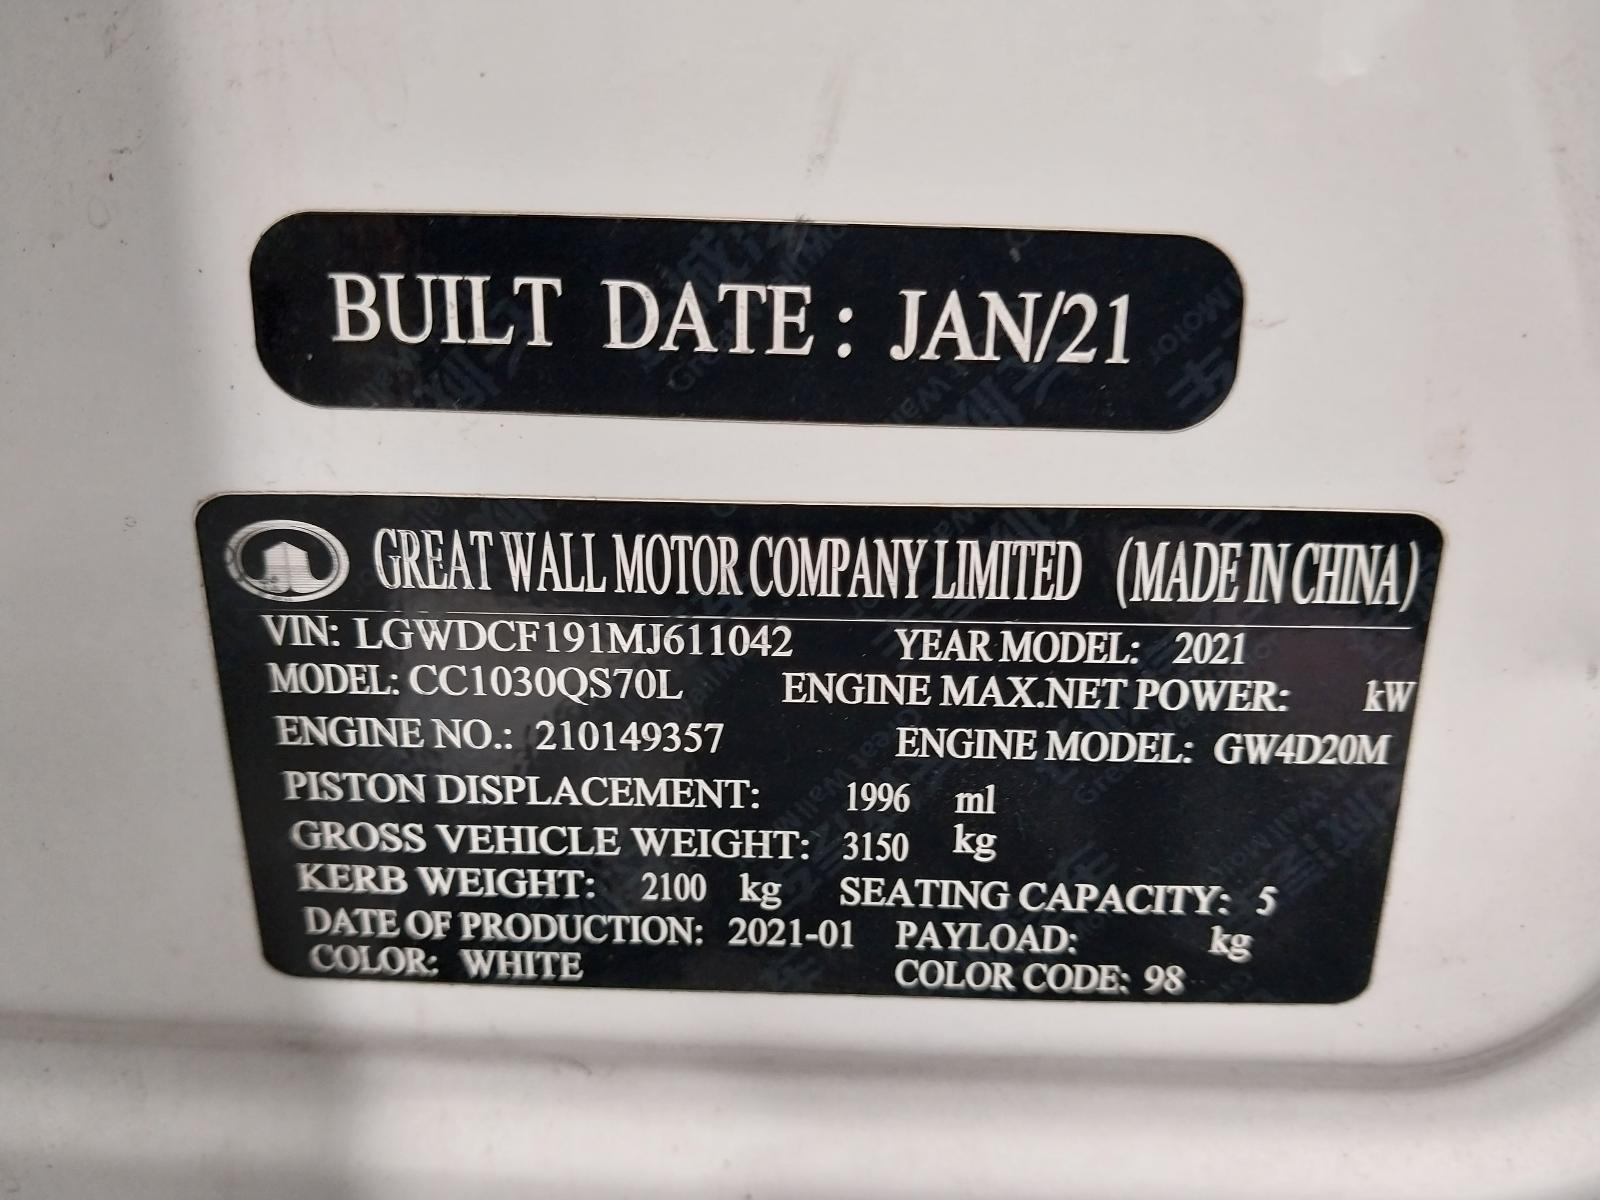 BUILT DATE: JAN/21
GREAT WALL MOTOR COMPANY LIMITED (MADE IN CHINA)
VIN: LGWDCF191MJ611042 YEAR MODEL: 2021
MODEL: CC1030QS70L ENGINE MAX.NET POWER: kW
ENGINE NO.: 210149357 ENGINE MODEL: GW4D20M
PISTON DISPLACEMENT: 1996 ml
GROSS VEHICLE WEIGHT: 3150 kg
KERB WEIGHT: 2100 kg SEATING CAPACITY: 5
DATE OF PRODUCTION: 2021-01 PAYLOAD: kg
COLOR: WHITE COLOR CODE: 98